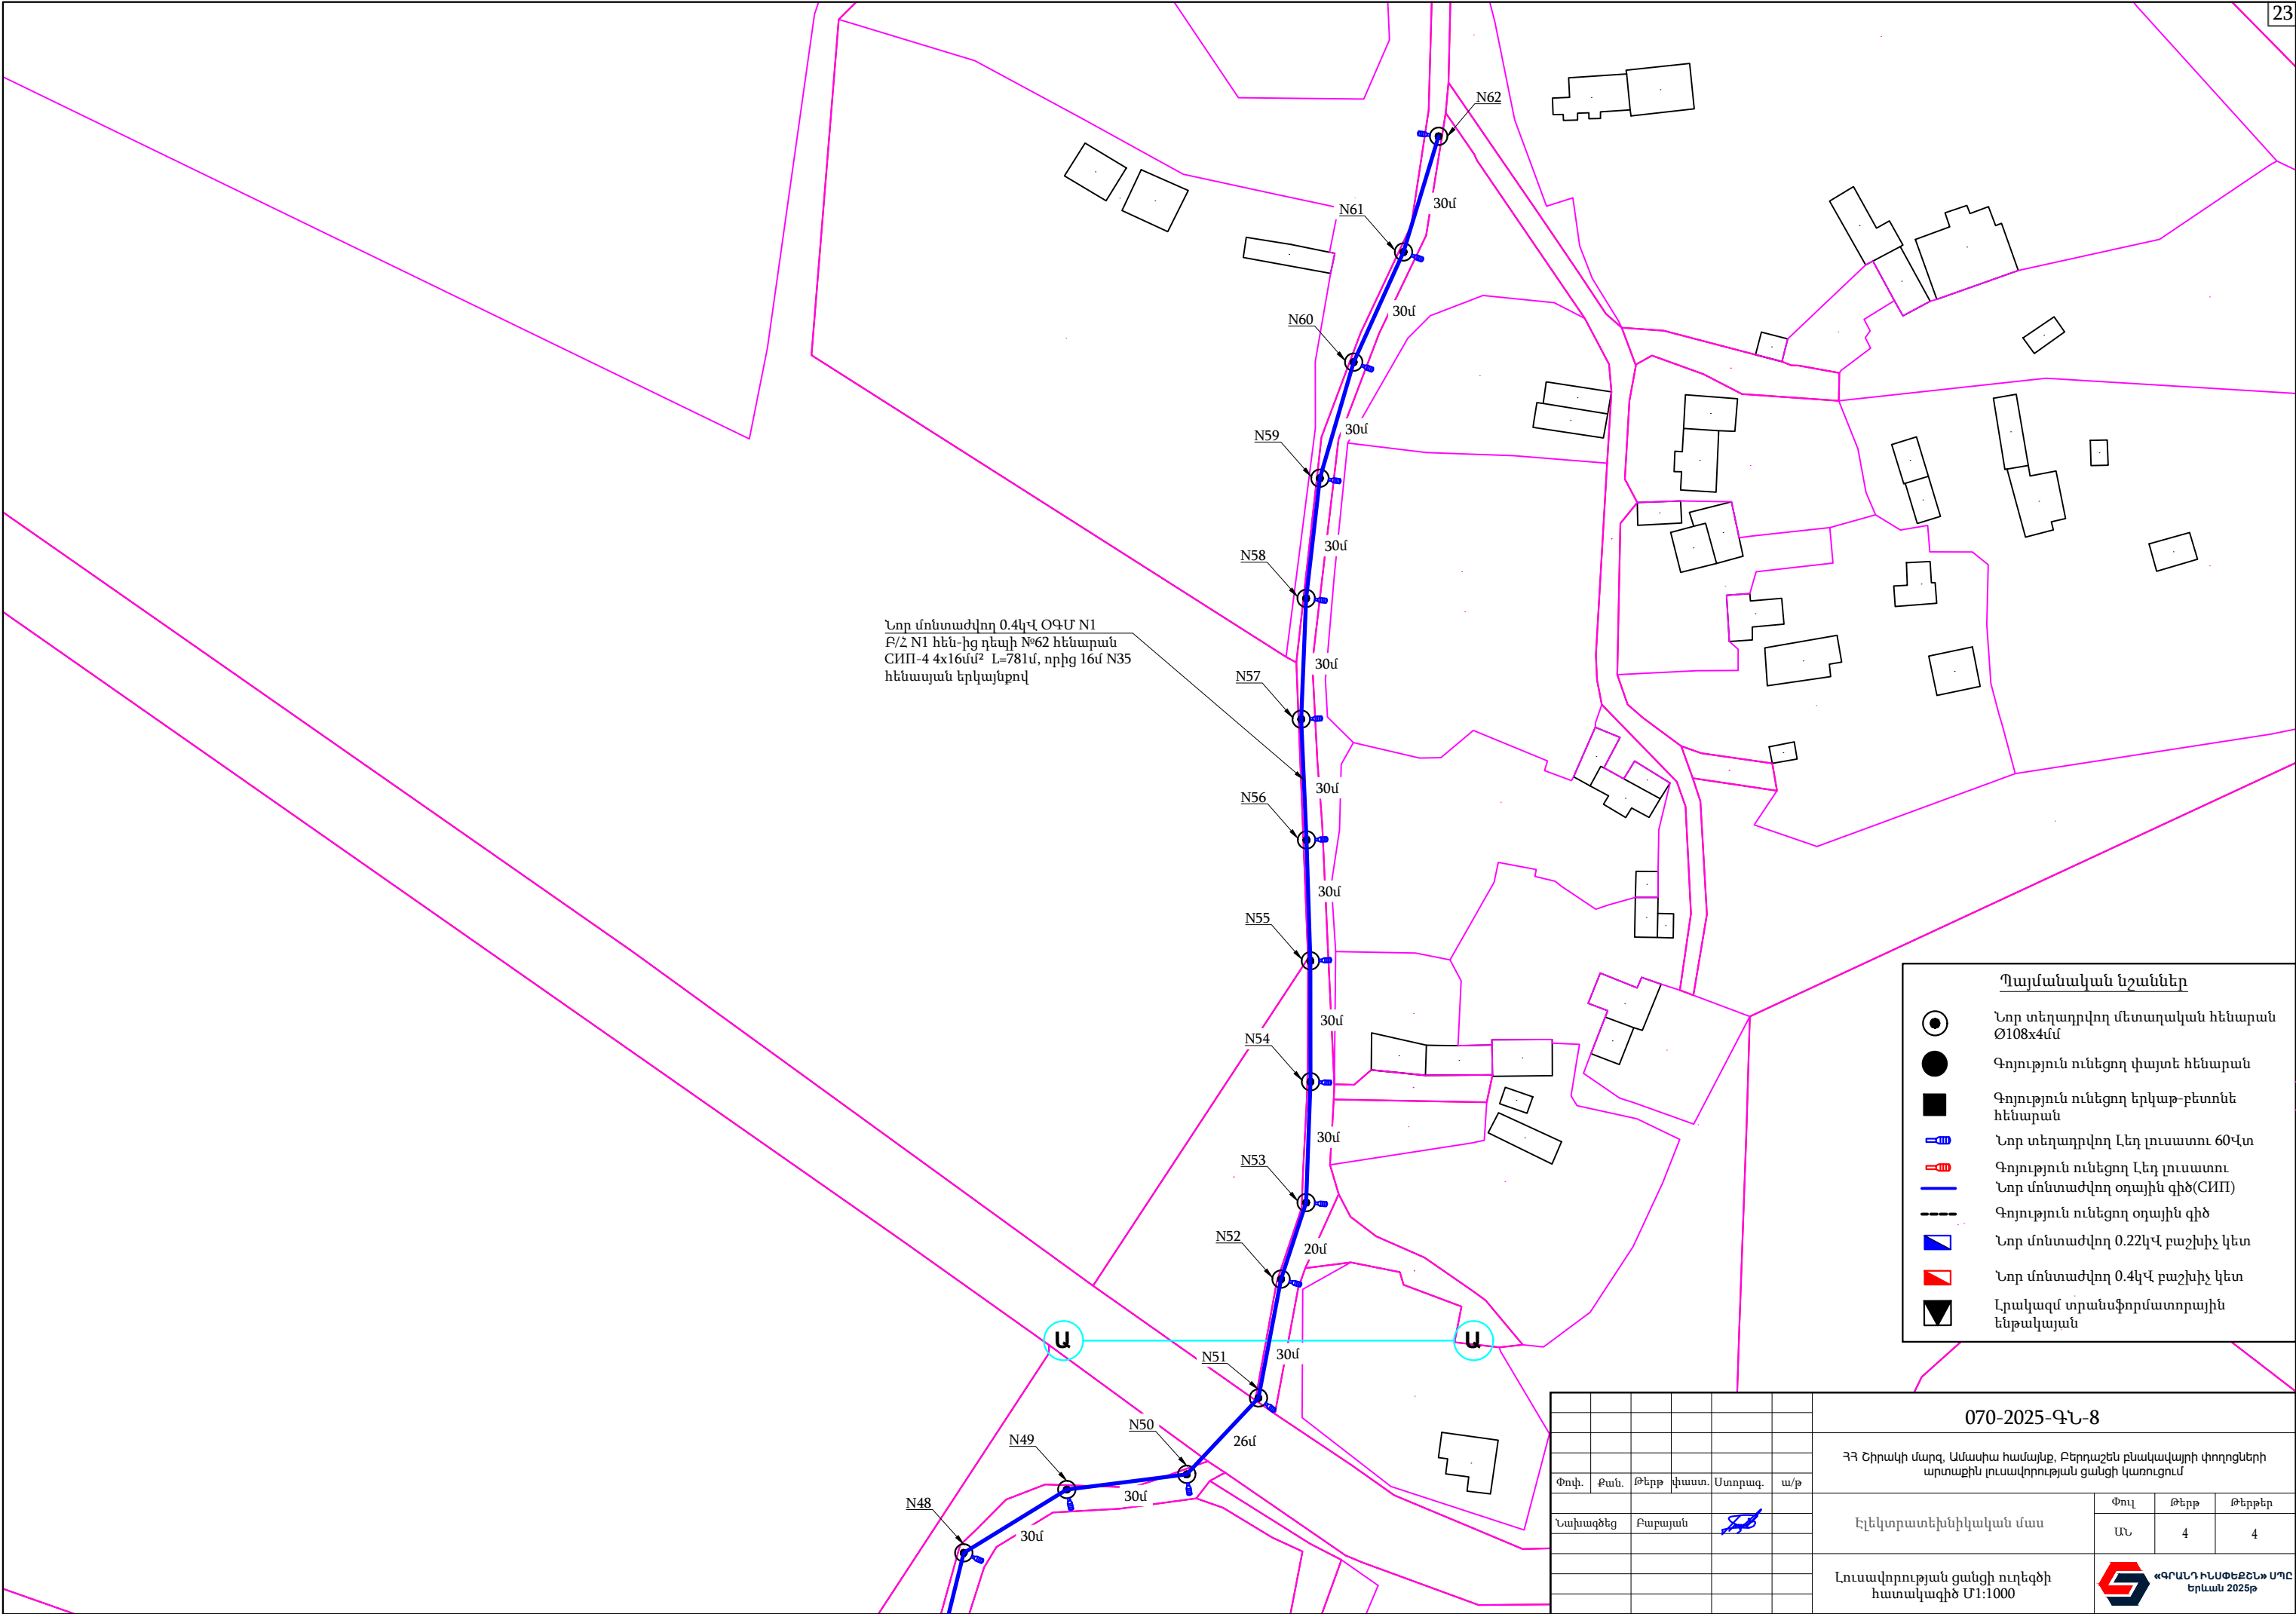 23
N62
30մ
N61
30մ
N60
30մ
N59
30մ
N58
30մ
N57
30մ
N56
30մ
N55
30մ
N54
30մ
N53
20մ
N52
30մ
N51
26մ
N50
30մ
N49
30մ
N48
Նոր մոնտաժվող 0.4կՎ ՕԳՄ N1
Բ/Հ N1 հեն-ից դեպի №62 հենարան
СИП-4 4x16մմ² L=781մ, որից 16մ N35
հենասյան երկայնքով
Ա
Ա
Պայմանական նշաններ
Նոր տեղադրվող մետաղական հենարան
Ø108x4մմ
Գոյություն ունեցող փայտե հենարան
Գոյություն ունեցող երկաթ-բետոնե
հենարան
Նոր տեղադրվող Լեդ լուսատու 60Վտ
Գոյություն ունեցող Լեդ լուսատու
Նոր մոնտաժվող օդային գիծ(СИП)
Գոյություն ունեցող օդային գիծ
Նոր մոնտաժվող 0.22կՎ բաշխիչ կետ
Նոր մոնտաժվող 0.4կՎ բաշխիչ կետ
Լրակազմ տրանսֆորմատորային
ենթակայան
070-2025-ԳՆ-8
ՀՀ Շիրակի մարզ, Ամասիա համայնք, Բերդաշեն բնակավայրի փողոցների
արտաքին լուսավորության ցանցի կառուցում
Փոփ. Քան. Թերթ փաստ. Ստորագ. ա/թ
Նախագծեց Բաբայան
Էլեկտրատեխնիկական մաս
Փուլ Թերթ Թերթեր
ԱՆ 4 4
Լուսավորության ցանցի ուղեգծի
հատակագիծ Մ1:1000
«ԳՐԱՆԴ ԻՆՍՓԵՔՇՆ» ՍՊԸ
Երևան 2025թ